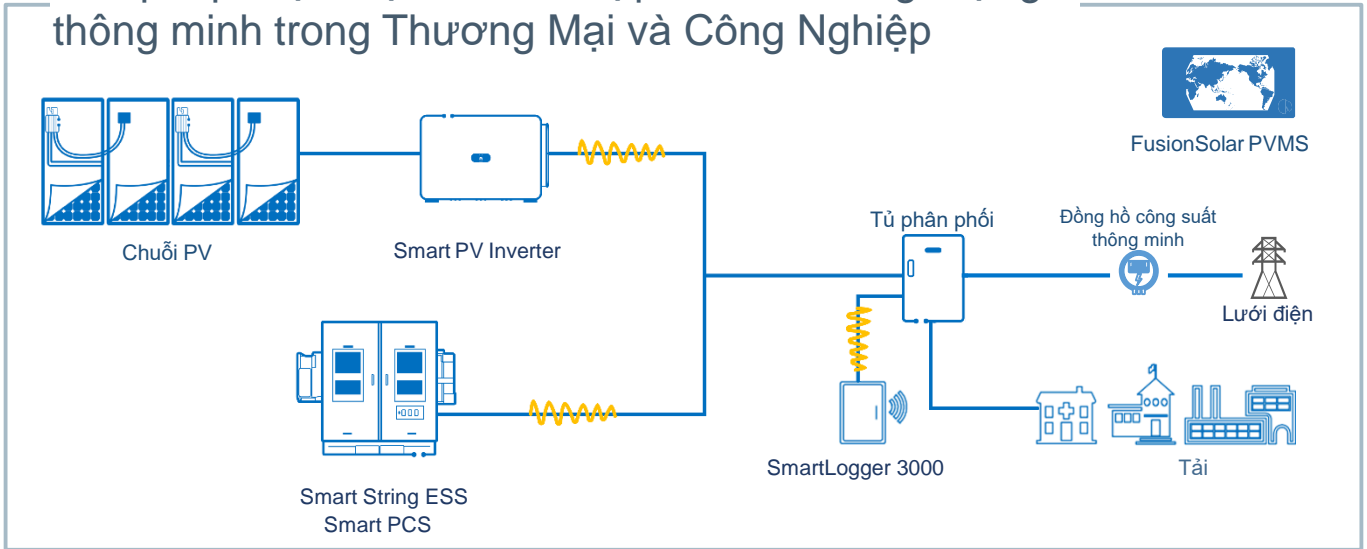 thông minh trong Thương Mại và Công Nghiệp
FusionSolar PVMS
Chuỗi PV
Smart PV Inverter
Tủ phân phối
Đồng hồ công suất
thông minh
Lưới điện
Smart String ESS
Smart PCS
SmartLogger 3000
Tải